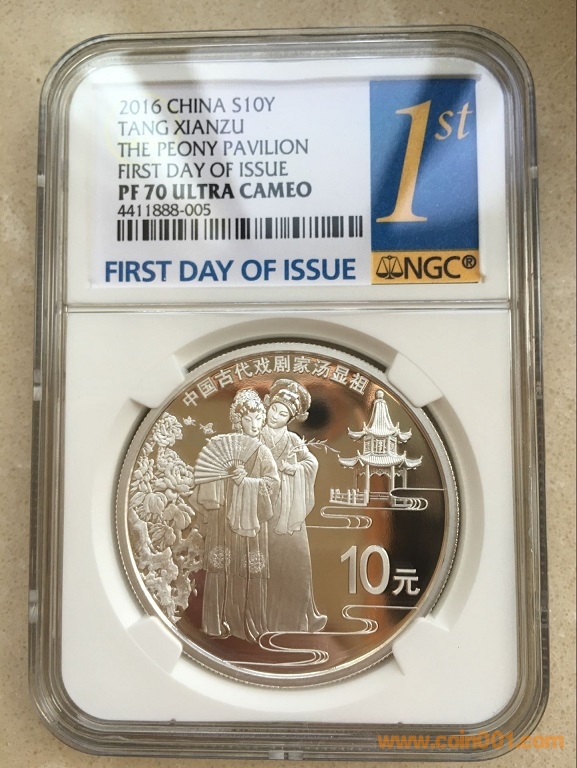 2016 CHINA S10Y
TANG XIANZU
THE PEONY PAVILION
FIRST DAY OF ISSUE
PF 70 ULTRA CAMEO
4411888-005
FIRST DAY OF ISSUE
1st
NGC®
中国古代戏剧家汤显祖
10元
www.coin001.com